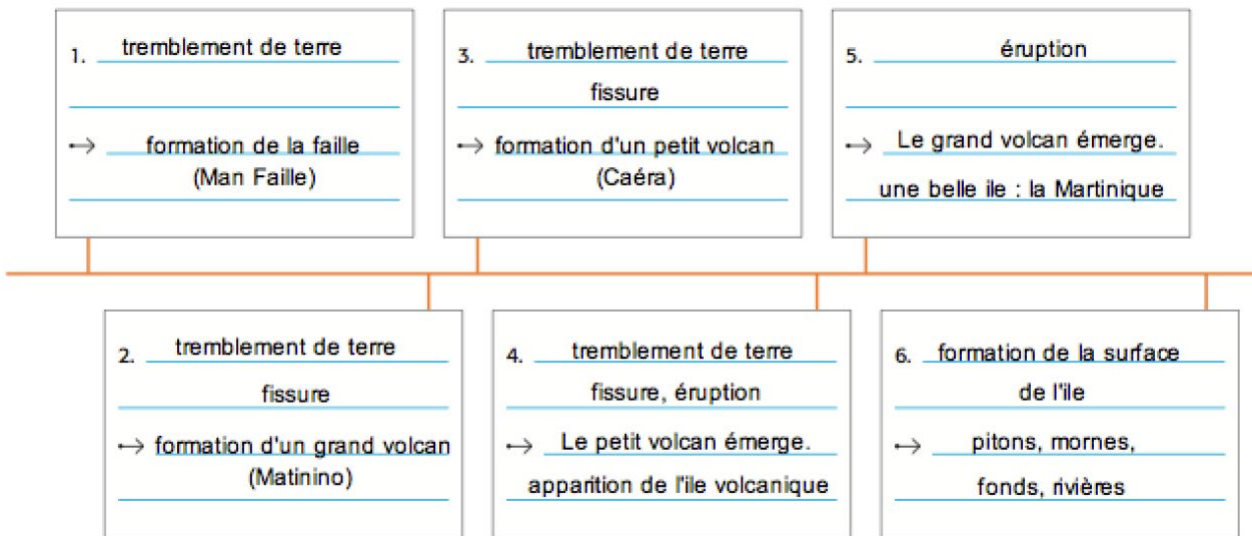 1. tremblement de terre
→ formation de la faille
(Man Faille)
2. tremblement de terre
fissure
→ formation d'un grand volcan
(Matinino)
3. tremblement de terre
fissure
→ formation d'un petit volcan
(Caéra)
4. tremblement de terre
fissure, éruption
→ Le petit volcan émerge.
apparition de l'ile volcanique
5. éruption
→ Le grand volcan émerge.
une belle ile : la Martinique
6. formation de la surface
de l'ile
→ pitons, mornes,
fonds, rivières